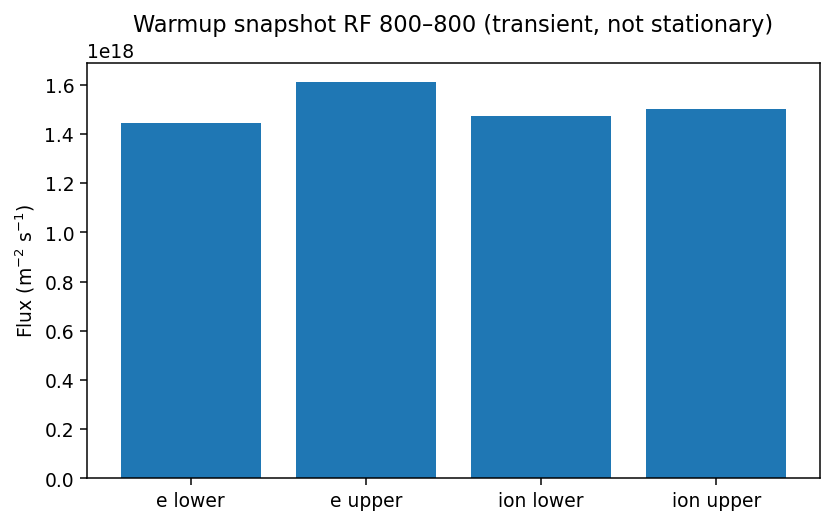 Warmup snapshot RF 800–800 (transient, not stationary)
1e18
Flux (m⁻² s⁻¹)
1.6
1.4
1.2
1.0
0.8
0.6
0.4
0.2
0.0
e lower e upper ion lower ion upper